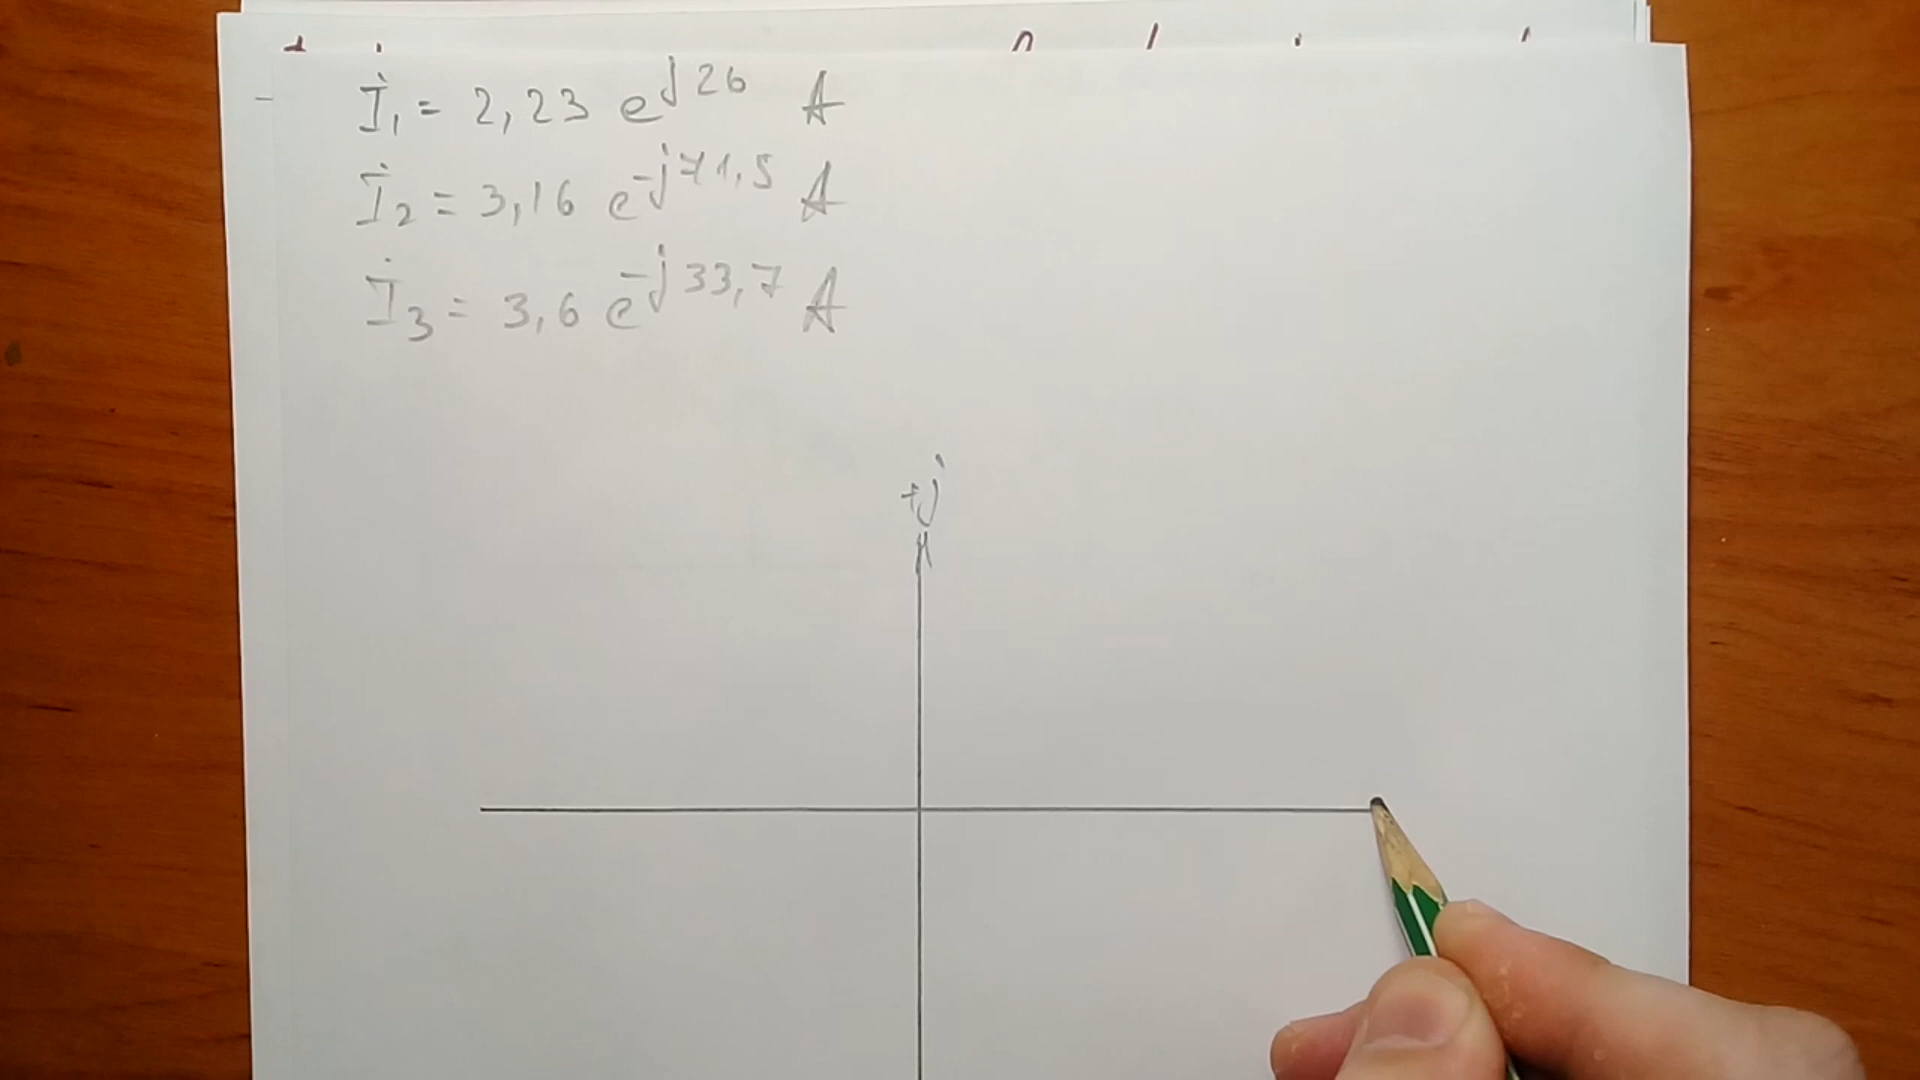 İ₁ = 2,23 e^j26 A
İ₂ = 3,16 e^-j71,5 A
İ₃ = 3,6 e^-j33,7 A
+j